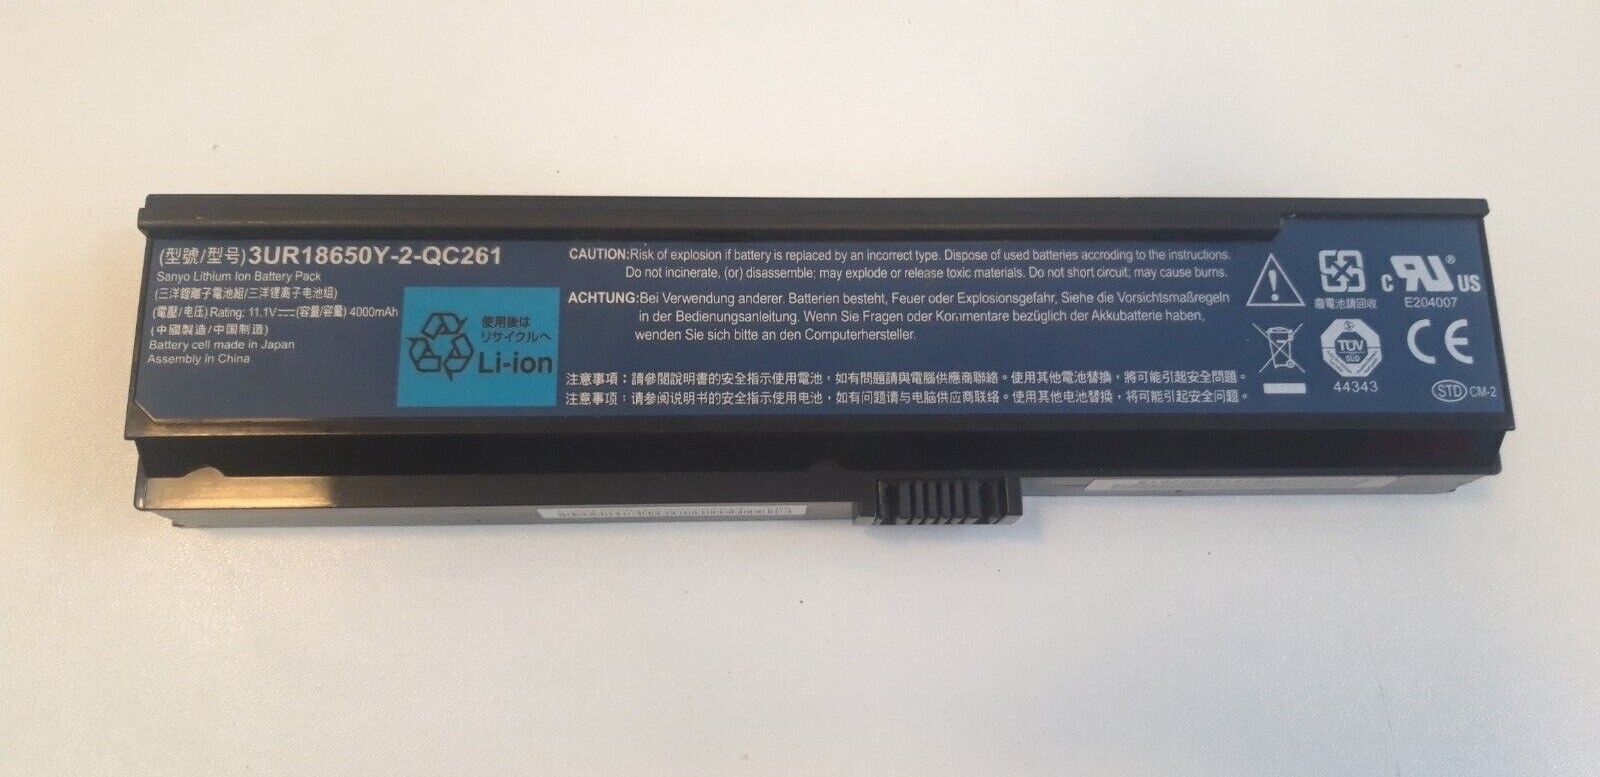 (型號/型号)3UR18650Y-2-QC261
Sanyo Lithium Ion Battery Pack
(三洋鋰離子電池組/三洋锂离子电池组)
(電壓/电压) Rating: 11.1V⎓(容量/容量) 4000mAh
(中國製造/中国制造)
Battery cell made in Japan
Assembly in China
使用後は
リサイクルへ
Li-ion
CAUTION:Risk of explosion if battery is replaced by an incorrect type. Dispose of used batteries accroding to the instructions.
Do not incinerate, (or) disassemble; may explode or release toxic materials. Do not short circuit; may cause burns.
ACHTUNG:Bei Verwendung anderer. Batterien besteht, Feuer oder Explosionsgefahr, Siehe die Vorsichtsmaßregeln
in der Bedienungsanleitung. Wenn Sie Fragen oder Kommentare bezüglich der Akkubatterie haben,
wenden Sie sich bitte an den Computerhersteller.
注意事項：請參閱說明書的安全指示使用電池，如有問題請與電腦供應商聯絡。使用其他電池替換，將可能引起安全問題。
注意事项：请参阅说明书的安全指示使用电池，如有问题请与电脑供应商联络。使用其他电池替换，将可能引起安全问题。
廢電池請回收
c RU US
E204007
TÜV
SÜD
44343
CE
STD CM-2